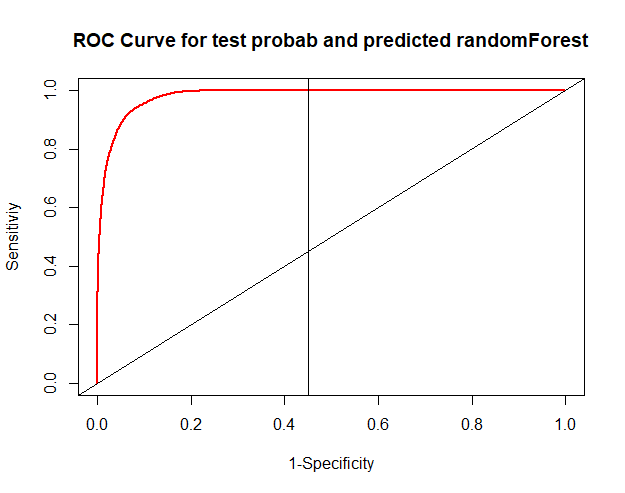 ROC Curve for test probab and predicted randomForest
Sensitiviy
1.0
0.8
0.6
0.4
0.2
0.0
0.0 0.2 0.4 0.6 0.8 1.0
1-Specificity